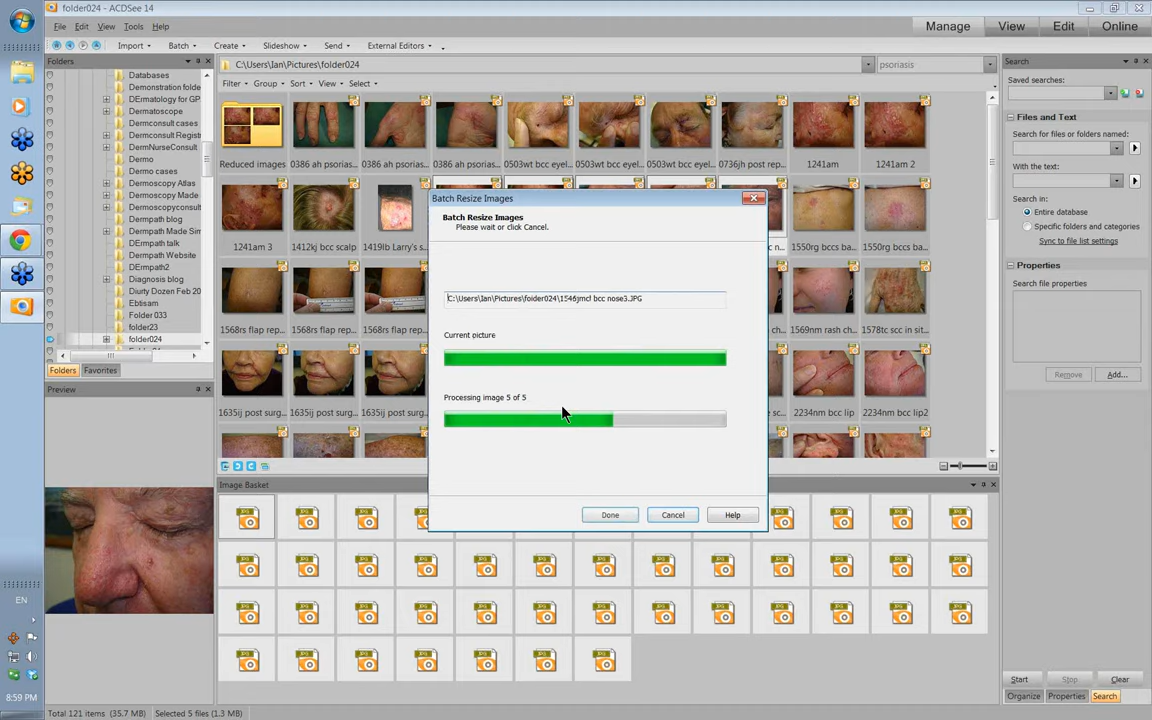 folder024 - ACDSee 14
File Edit View Tools Help
Manage View Edit Online
Import Batch Create Slideshow Send External Editors
Folders
Databases
Demonstration folde
DErmatology for GP
Dermatoscope
Dermconsult cases
Dermconsult Registr
DermNurseConsult
Demo
Demo cases
Dermoscopy Atlas
Dermoscopy Made
Dermoscopyconsult
Dempath blog
Dempath Made Sim
DEmpath talk
Dermpath Website
DEmpath2
Diagnosis blog
Diurty Dozen Feb 20
Ebtisam
Folder 033
folder23
folder024
Folders Favorites
Preview
C:\Users\Ian\Pictures\folder024
psoriasis
Filter Group Sort View Select
Reduced images 0386 ah psorias... 0386 ah psorias... 0386 ah psorias... 0503wt bcc eyel... 0503wt bcc eyel... 0503wt bcc eyel... 0736jh post rep... 1241am 1241am 2
1241am 3 1412kj bcc scalp 1419lb Larry's s... 1550rg bccs ba... 1550rg bccs ba...
1568rs flap rep... 1568rs flap rep... 1568rs flap rep... 1569nm rash ch... 1578tc scc in sit...
1635ij post surg... 1635ij post surg... 1635ij post surg... 2234nm bcc lip 2234nm bcc lip2
Batch Resize Images
Batch Resize Images
Please wait or click Cancel.
C:\Users\Ian\Pictures\folder024\1546jmcl bcc nose3.JPG
Current picture
Processing image 5 of 5
Done Cancel Help
Image Basket
Search
Saved searches:
Files and Text
Search for files or folders named:
With the text:
Search in:
Entire database
Specific folders and categories
Sync to file list settings
Properties
Search file properties:
Remove Add...
Start Stop Clear
Organize Properties Search
EN
8:59 PM
Total 121 items (35.7 MB) Selected 5 files (1.3 MB)